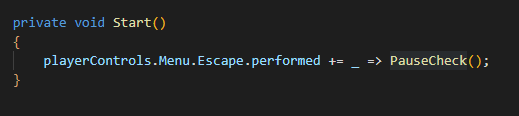 private void Start()
{
    playerControls.Menu.Escape.performed += _ => PauseCheck();
}